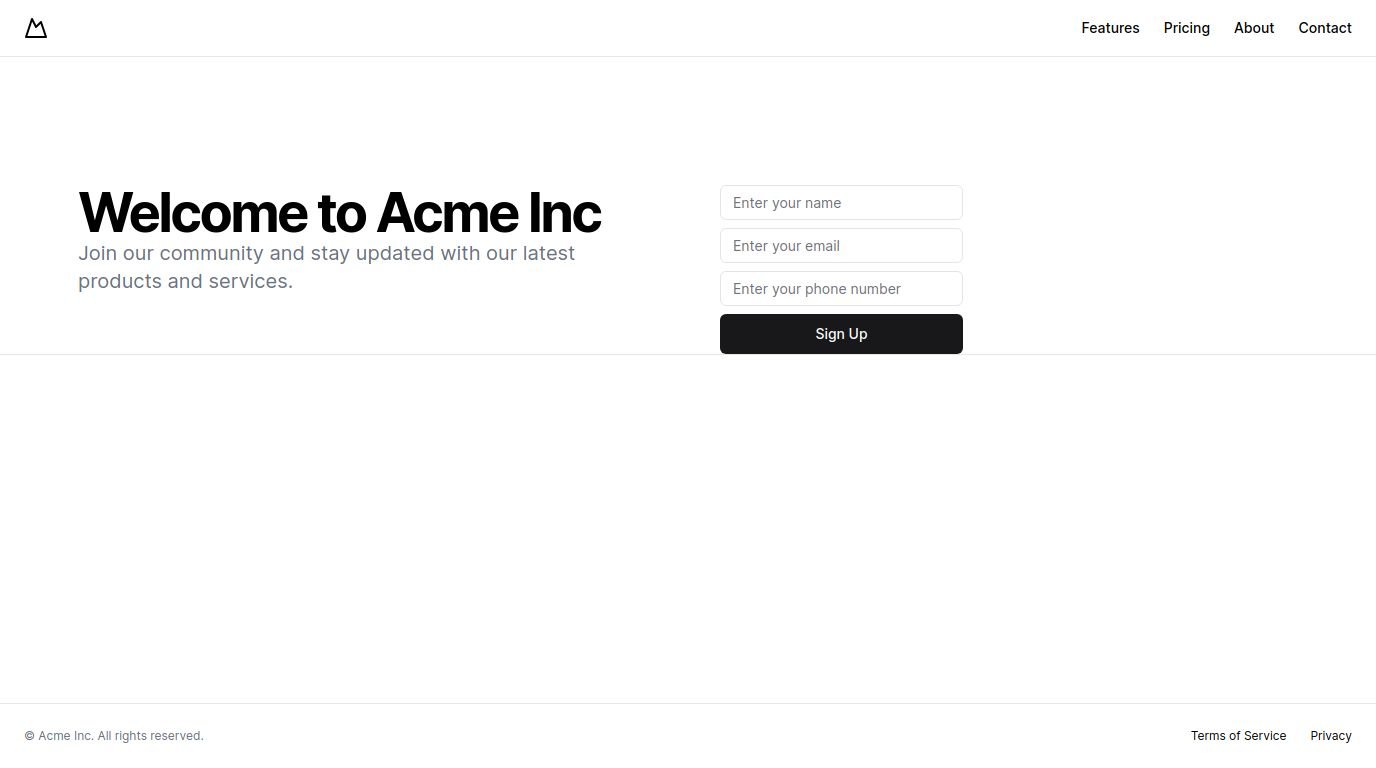 Features Pricing About Contact
Welcome to Acme Inc
Join our community and stay updated with our latest
products and services.
Enter your name
Enter your email
Enter your phone number
Sign Up
© Acme Inc. All rights reserved.
Terms of Service Privacy